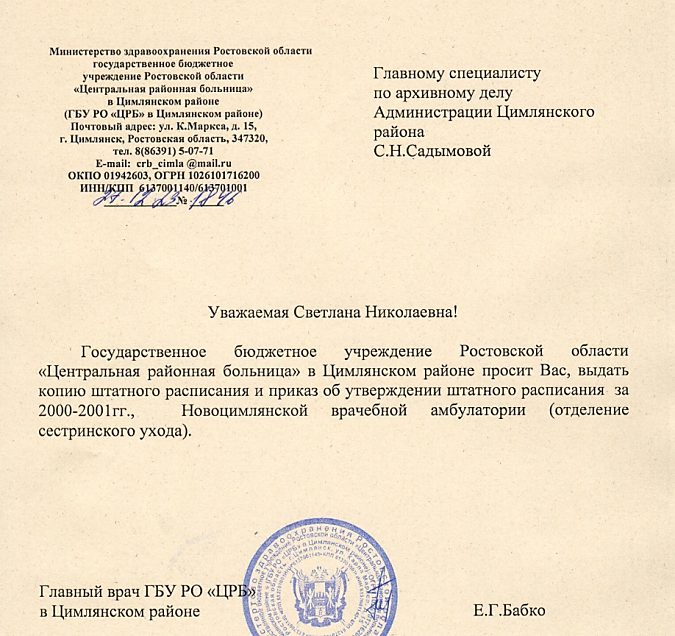 Министерство здравоохранения Ростовской области
государственное бюджетное
учреждение Ростовской области
«Центральная районная больница»
в Цимлянском районе
(ГБУ РО «ЦРБ» в Цимлянском районе)
Почтовый адрес: ул. К.Маркса, д. 15,
г. Цимлянск, Ростовская область, 347320,
тел. 8(86391) 5-07-71
E-mail: crb_cimla @mail.ru
ОКПО 01942603, ОГРН 1026101716200
ИНН/КПП 6137001140/613701001
27.12.23 № 1846
Главному специалисту
по архивному делу
Администрации Цимлянского
района
С.Н.Садымовой
Уважаемая Светлана Николаевна!
Государственное бюджетное учреждение Ростовской области
«Центральная районная больница» в Цимлянском районе просит Вас, выдать
копию штатного расписания и приказ об утверждении штатного расписания за
2000-2001гг., Новоцимлянской врачебной амбулатории (отделение
сестринского ухода).
Главный врач ГБУ РО «ЦРБ»
в Цимлянском районе
Е.Г.Бабко